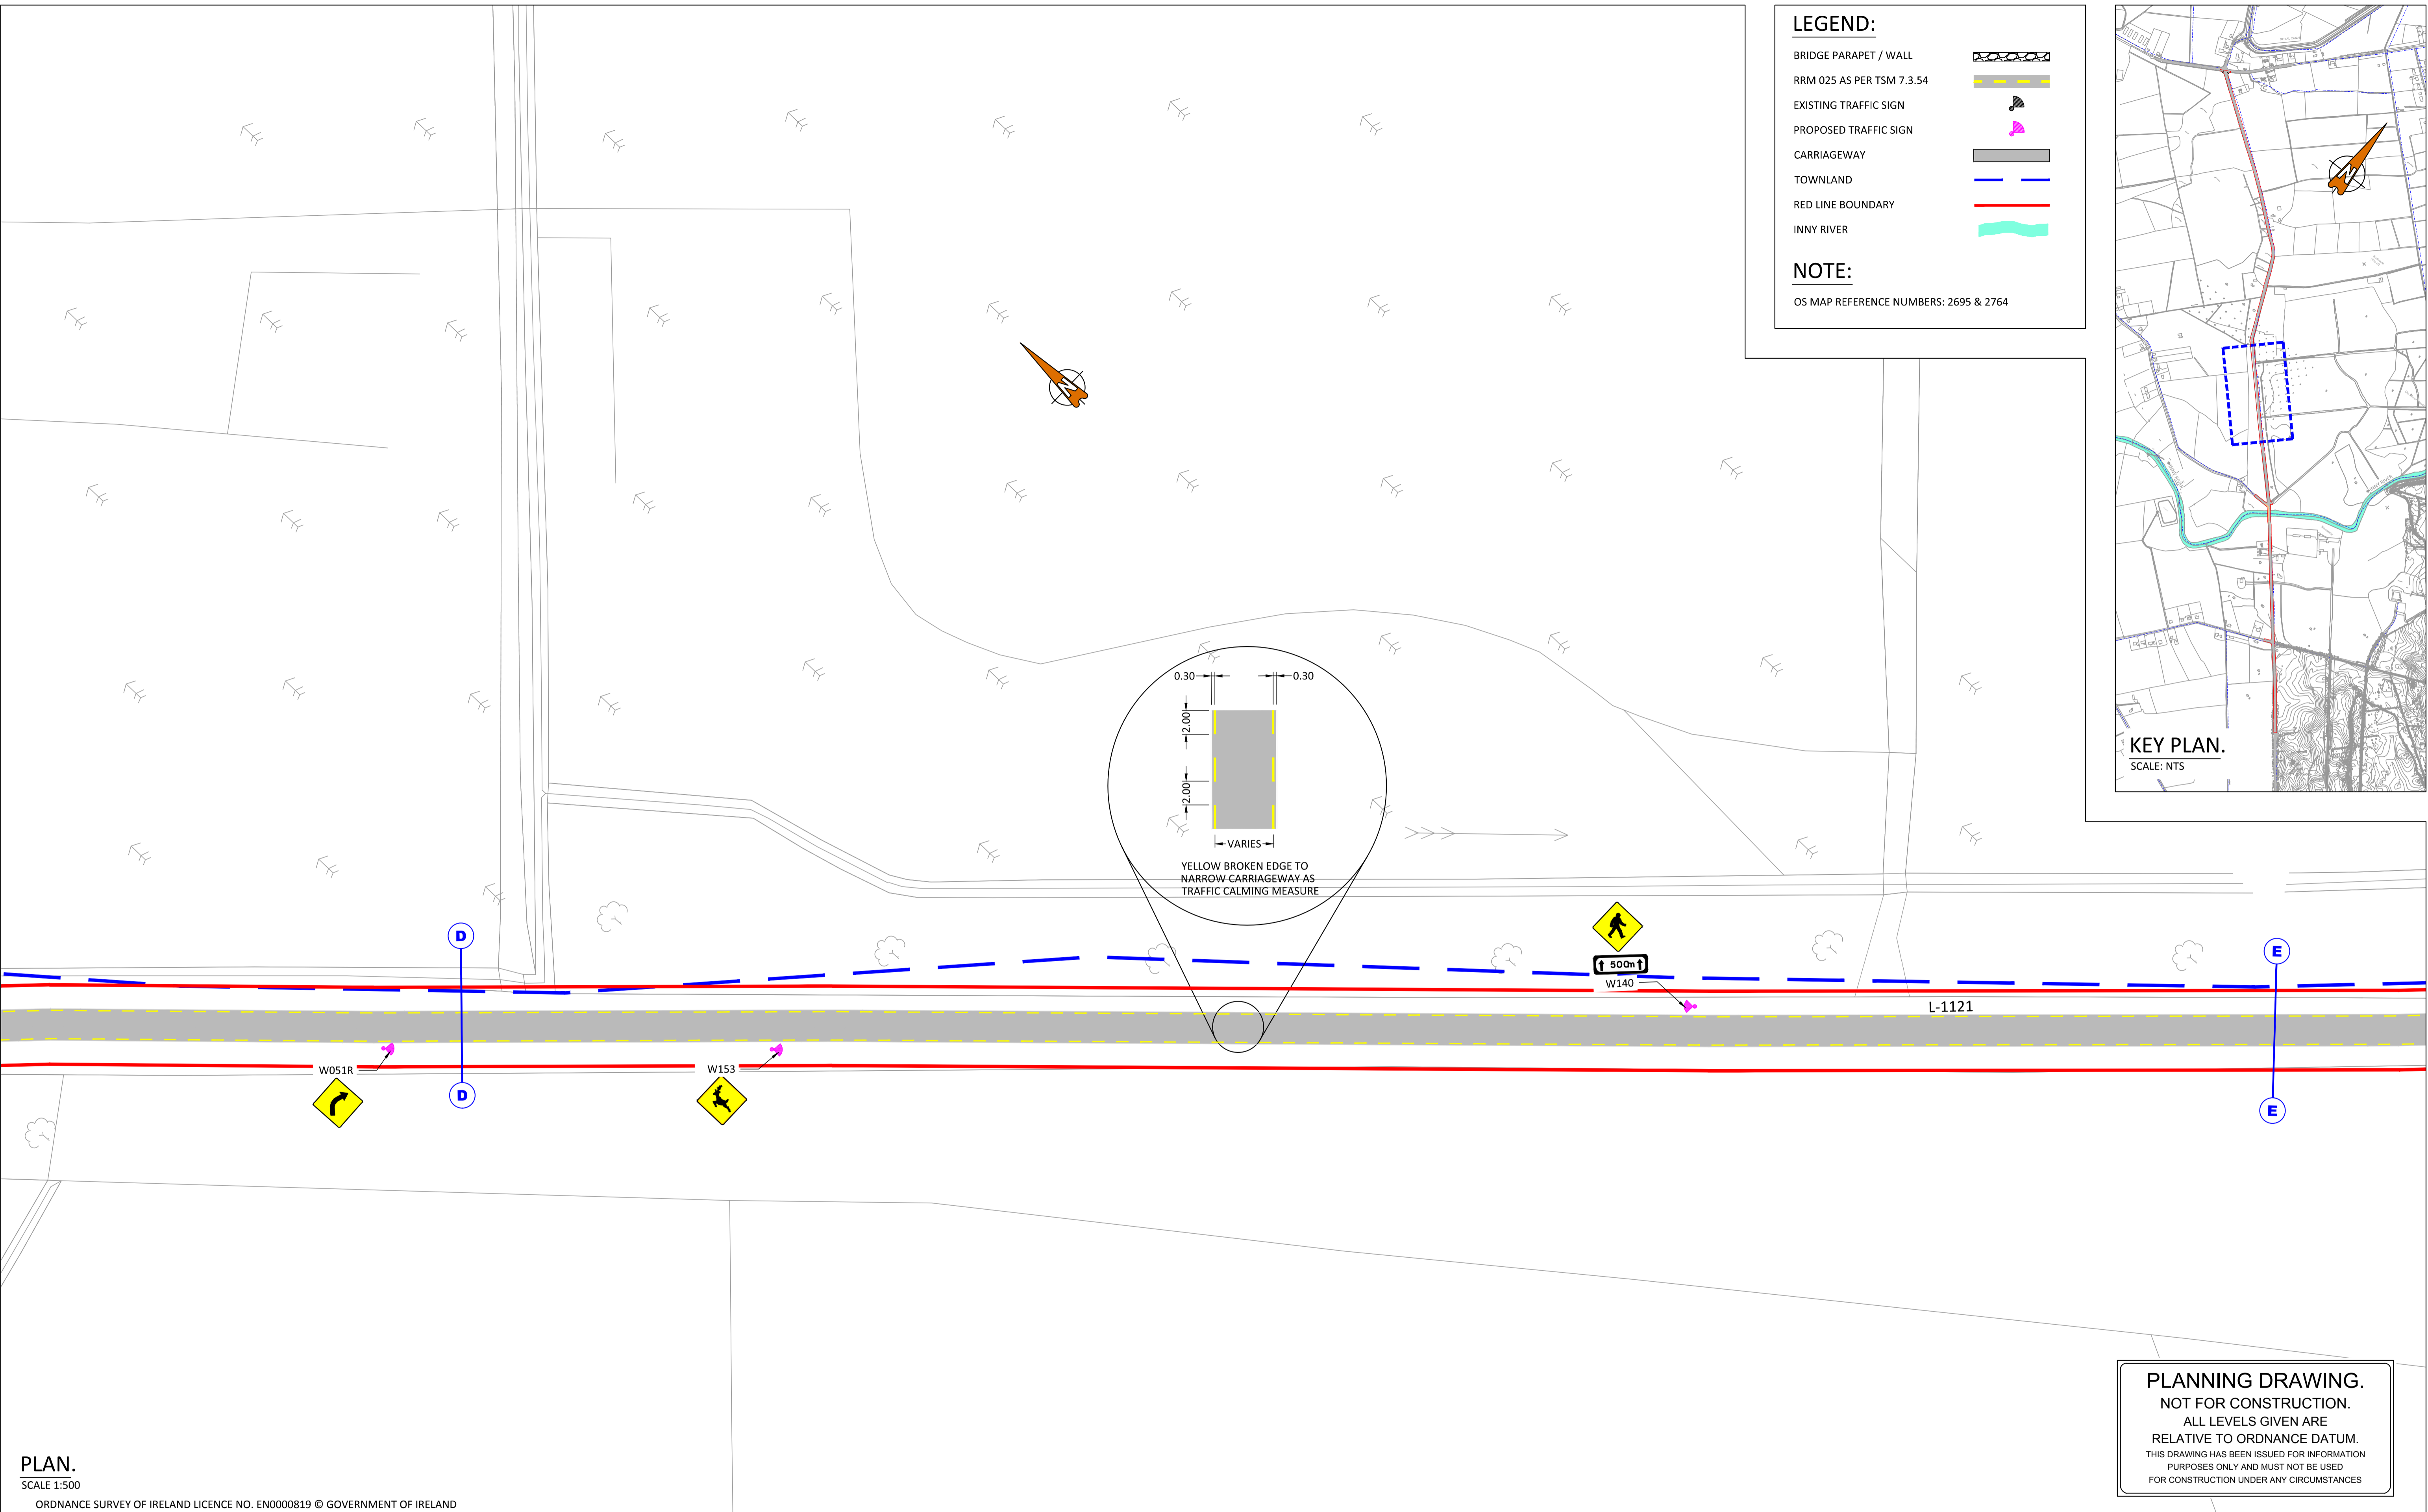 LEGEND:
BRIDGE PARAPET / WALL
RRM 025 AS PER TSM 7.3.54
EXISTING TRAFFIC SIGN
PROPOSED TRAFFIC SIGN
CARRIAGEWAY
TOWNLAND
RED LINE BOUNDARY
INNY RIVER
NOTE:
OS MAP REFERENCE NUMBERS: 2695 & 2764
N
N
KEY PLAN.
SCALE: NTS
0.30
0.30
2.00
2.00
VARIES
YELLOW BROKEN EDGE TO
NARROW CARRIAGEWAY AS
TRAFFIC CALMING MEASURE
D
E
500m
W140
L-1121
W051R
W153
D
E
PLANNING DRAWING.
NOT FOR CONSTRUCTION.
ALL LEVELS GIVEN ARE
RELATIVE TO ORDNANCE DATUM.
THIS DRAWING HAS BEEN ISSUED FOR INFORMATION
PURPOSES ONLY AND MUST NOT BE USED
FOR CONSTRUCTION UNDER ANY CIRCUMSTANCES
PLAN.
SCALE 1:500
ORDNANCE SURVEY OF IRELAND LICENCE NO. EN0000819 © GOVERNMENT OF IRELAND